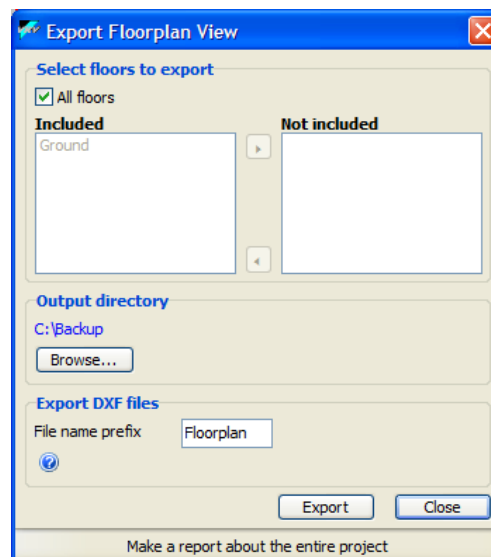 Export Floorplan View
Select floors to export
All floors
Included Not included
Ground
Output directory
C:\Backup
Browse...
Export DXF files
File name prefix Floorplan
Export Close
Make a report about the entire project